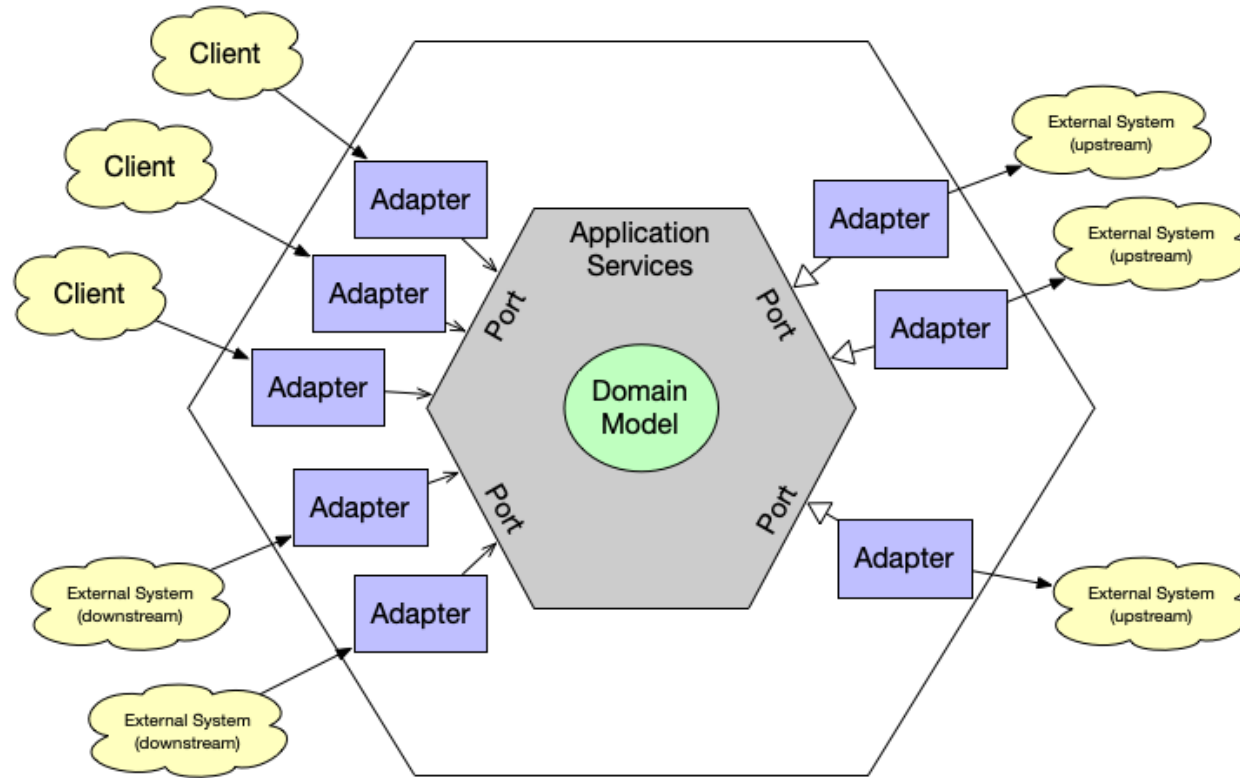 Client
Client
Client
Adapter
Adapter
Adapter
Adapter
Adapter
External System
(downstream)
External System
(downstream)
Port
Port
Application
Services
Domain
Model
Port
Port
Adapter
Adapter
Adapter
External System
(upstream)
External System
(upstream)
External System
(upstream)